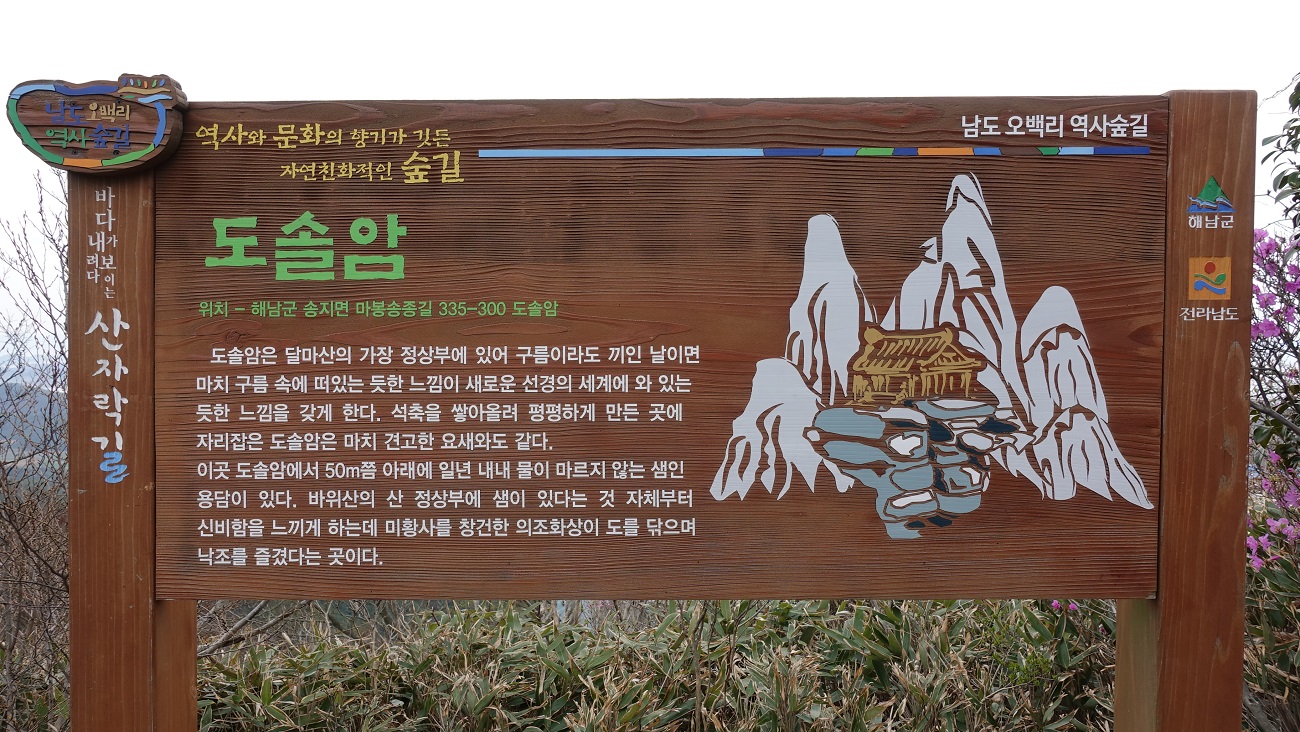 남도 오백리
역사숲길
바다가 보이는
내려다
산자락길
역사와 문화의 향기가 깃든
자연친화적인 숲길
남도 오백리 역사숲길
도솔암
위치 - 해남군 송지면 마봉송종길 335-300 도솔암
도솔암은 달마산의 가장 정상부에 있어 구름이라도 끼인 날이면
마치 구름 속에 떠있는 듯한 느낌이 새로운 선경의 세계에 와 있는
듯한 느낌을 갖게 한다. 석축을 쌓아올려 평평하게 만든 곳에
자리잡은 도솔암은 마치 견고한 요새와도 같다.
이곳 도솔암에서 50m쯤 아래에 일년 내내 물이 마르지 않는 샘인
용담이 있다. 바위산의 산 정상부에 샘이 있다는 것 자체부터
신비함을 느끼게 하는데 미황사를 창건한 의조화상이 도를 닦으며
낙조를 즐겼다는 곳이다.
해남군
전라남도